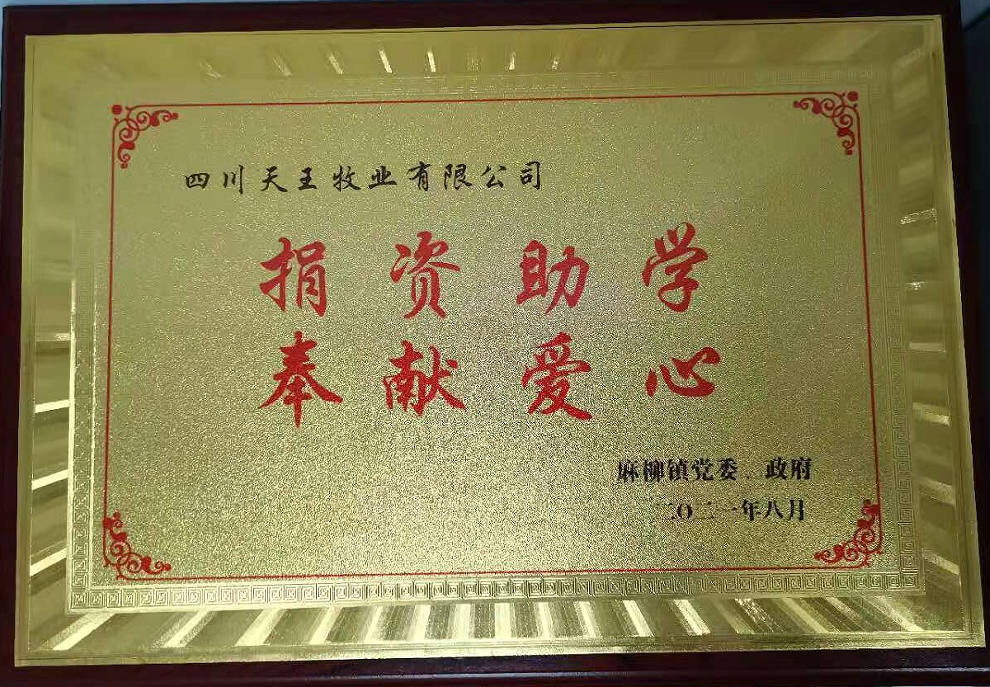 四川天王牧业有限公司
捐资助学
奉献爱心
麻柳镇党委、政府
二〇二一年八月